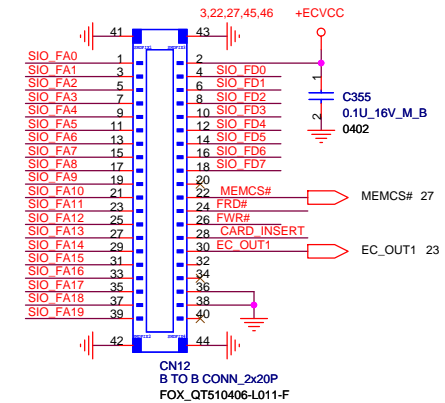 3,22,27,45,46 +ECVCC
41 43
SIO_FA0 1 2
SIO_FA1 3 4 SIO_FD0
SIO_FA2 5 6 SIO_FD1
SIO_FA3 7 8 SIO_FD2
SIO_FA4 9 10 SIO_FD3
SIO_FA5 11 12 SIO_FD4
SIO_FA6 13 14 SIO_FD5
SIO_FA7 15 16 SIO_FD6
SIO_FA8 17 18 SIO_FD7
SIO_FA9 19 20
SIO_FA10 21 22 MEMCS# MEMCS# 27
SIO_FA11 23 24 FRD#
SIO_FA12 25 26 FWR#
SIO_FA13 27 28 CARD_INSERT
SIO_FA14 29 30 EC_OUT1 EC_OUT1 23
SIO_FA15 31 32
SIO_FA16 33 34
SIO_FA17 35 36
SIO_FA18 37 38
SIO_FA19 39 40
42 44
1
2
C355
0.1U_16V_M_B
0402
CN12
B TO B CONN_2x20P
FOX_QT510406-L011-F